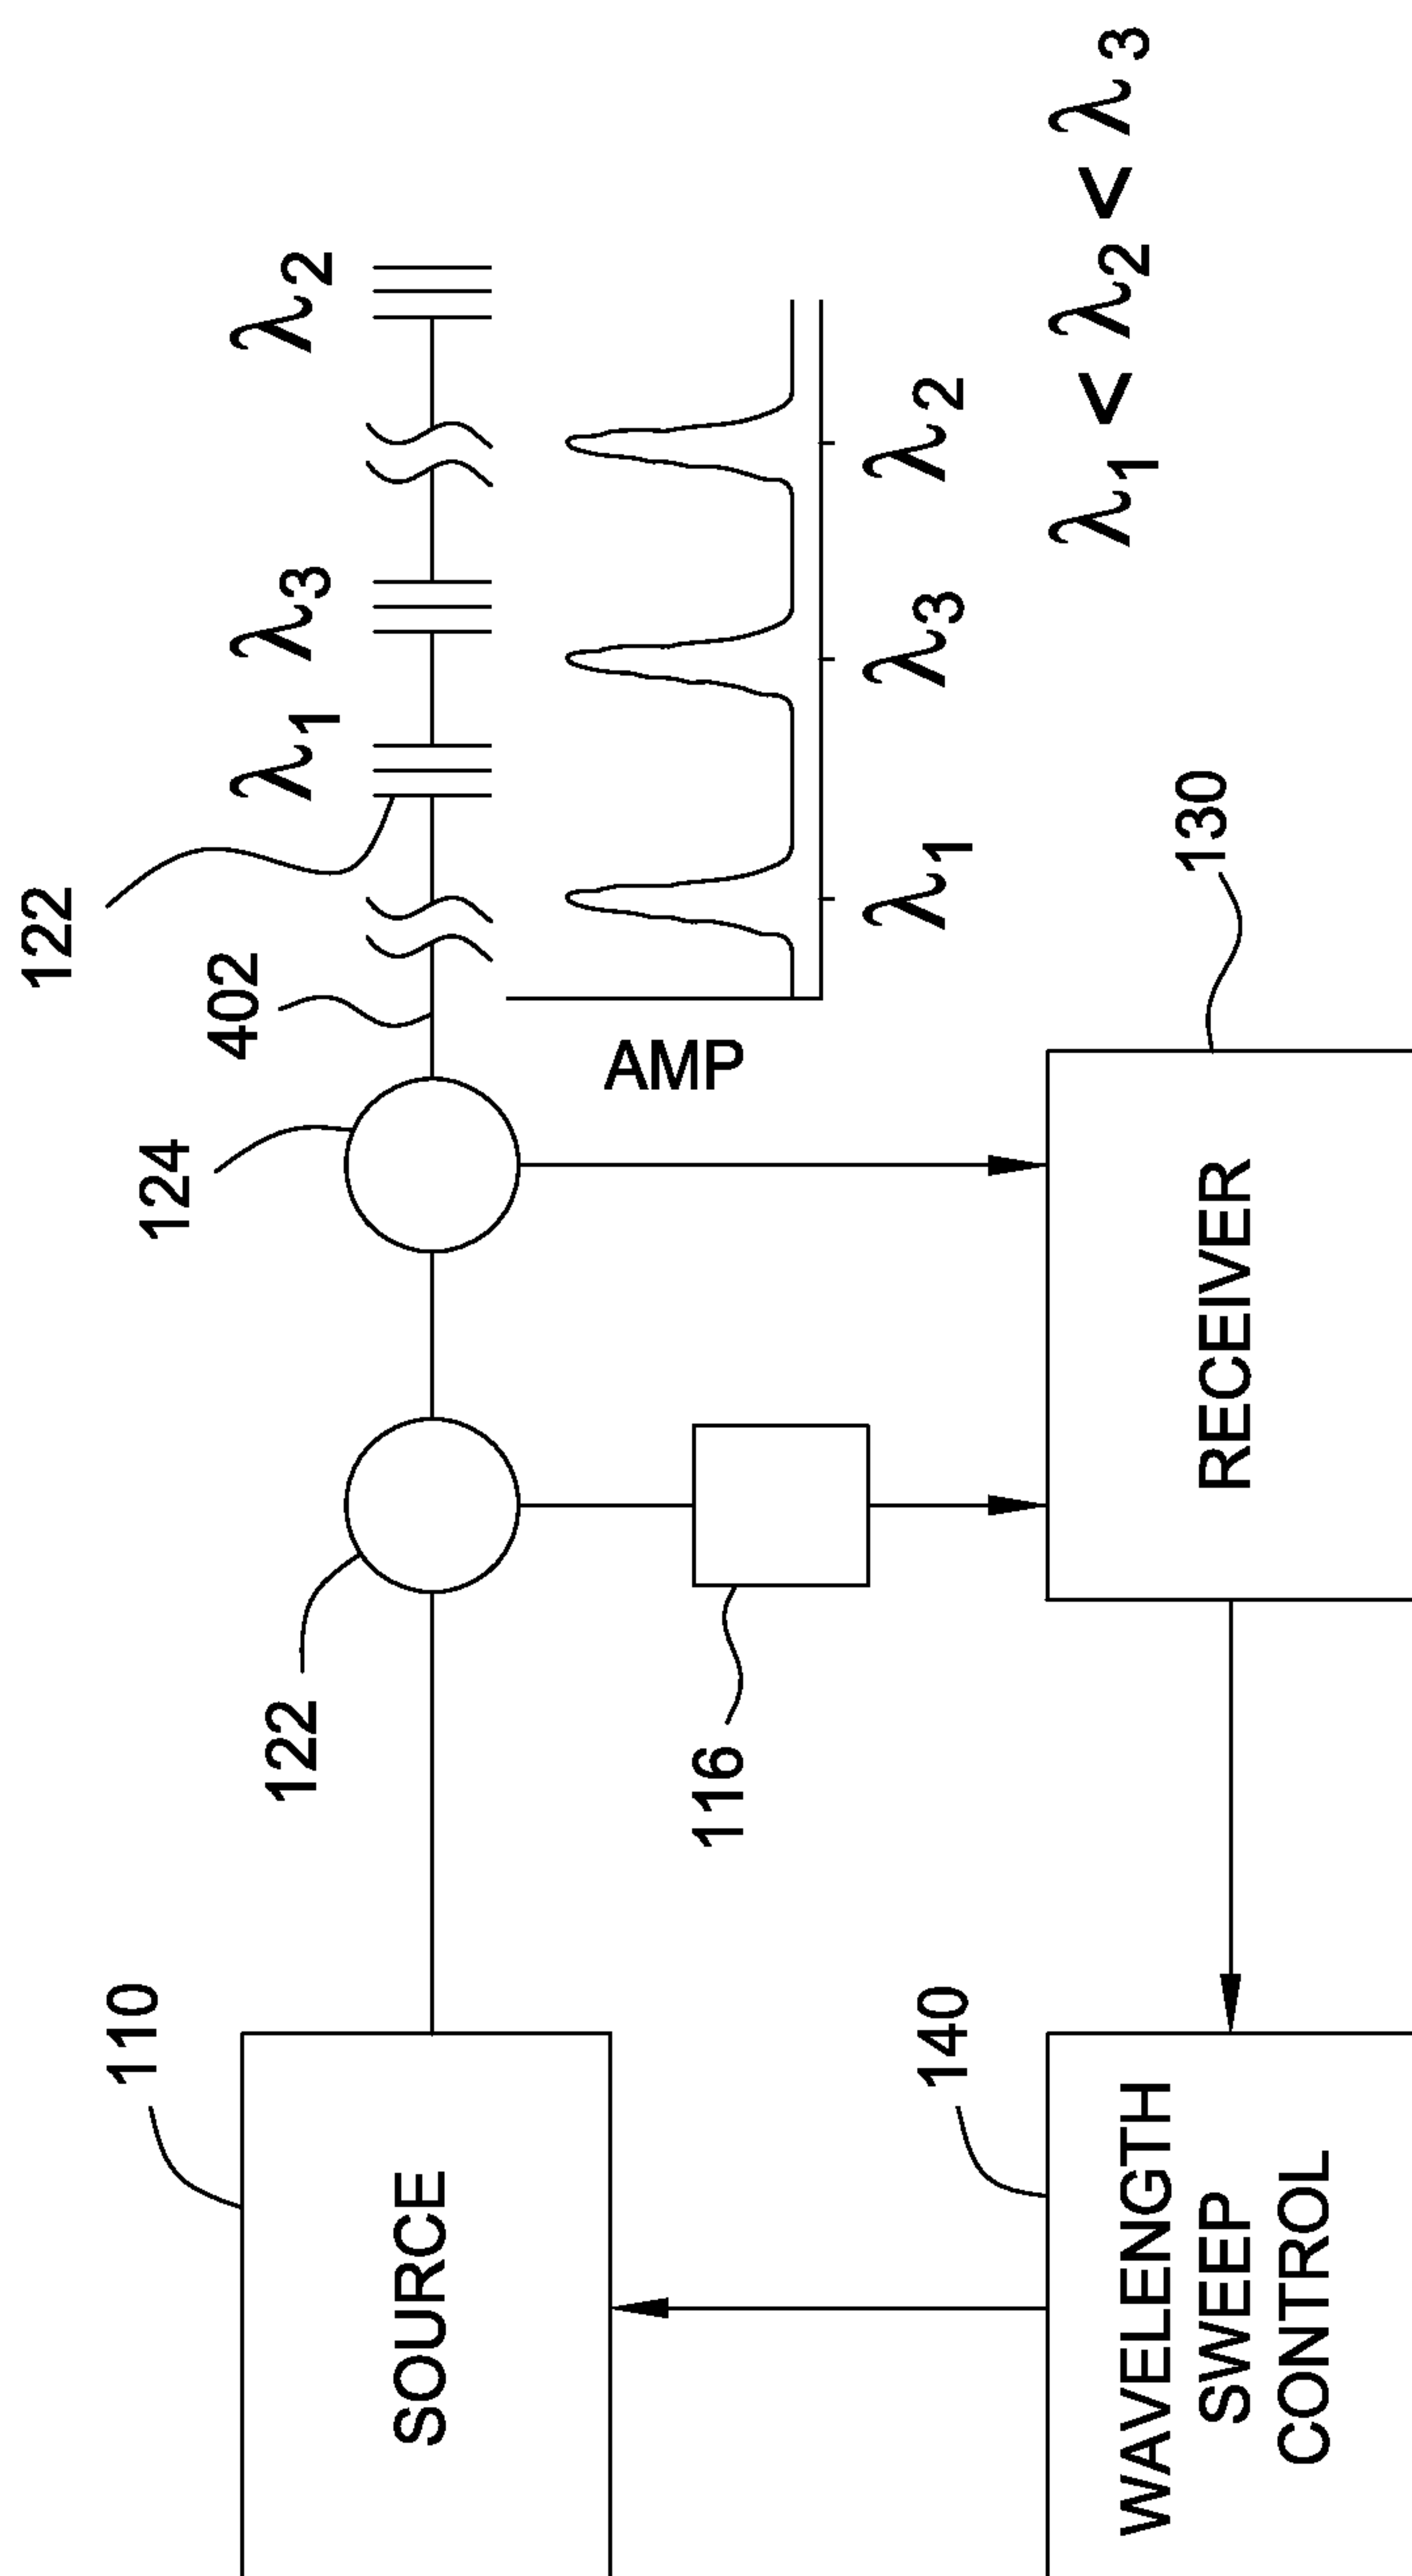 122
λ1 λ3 λ2
402
124
122
110
SOURCE
AMP
λ1 λ3 λ2
116
λ1 < λ2 < λ3
130
RECEIVER
140
WAVELENGTH
SWEEP
CONTROL